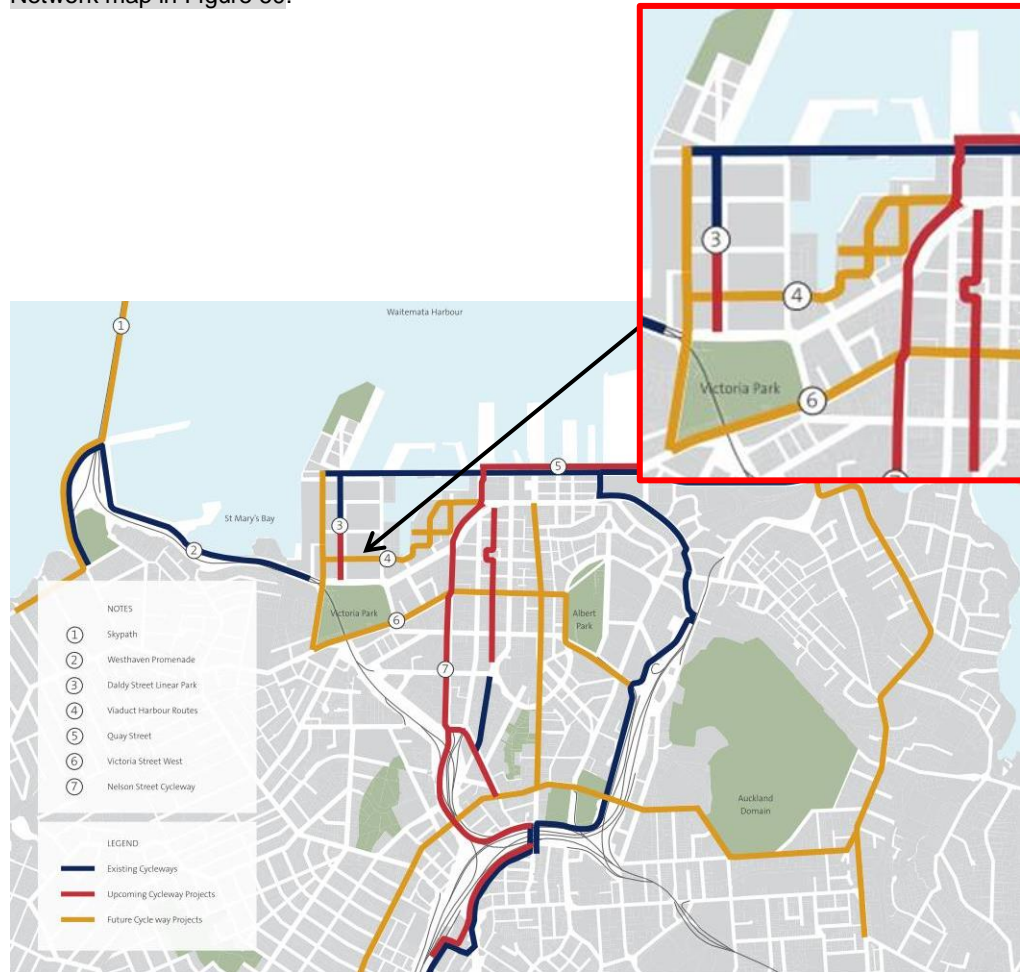 Network map in Figure
3
4
Victoria Park
6
1
Waitemata Harbour
5
St Mary's Bay
3
2
4
Victoria Park
6
Albert
Park
7
Auckland
Domain
NOTES
1 Skypath
2 Westhaven Promenade
3 Daldy Street Linear Park
4 Viaduct Harbour Routes
5 Quay Street
6 Victoria Street West
7 Nelson Street Cycleway
LEGEND
Existing Cycleways
Upcoming Cycleway Projects
Future Cycle way Projects